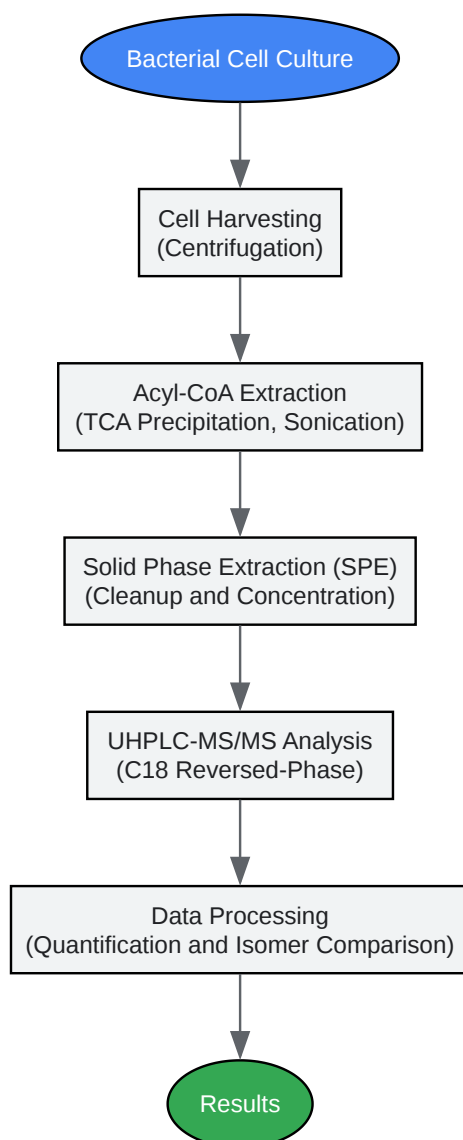 Bacterial Cell Culture
Cell Harvesting
(Centrifugation)
Acyl-CoA Extraction
(TCA Precipitation, Sonication)
Solid Phase Extraction (SPE)
(Cleanup and Concentration)
UHPLC-MS/MS Analysis
(C18 Reversed-Phase)
Data Processing
(Quantification and Isomer Comparison)
Results